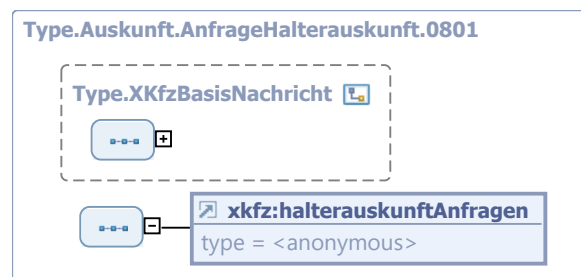 Type.Auskunft.AnfrageHalterauskunft.0801
Type.XKfzBasisNachricht
xkfz:halterauskunftAnfragen
type = <anonymous>